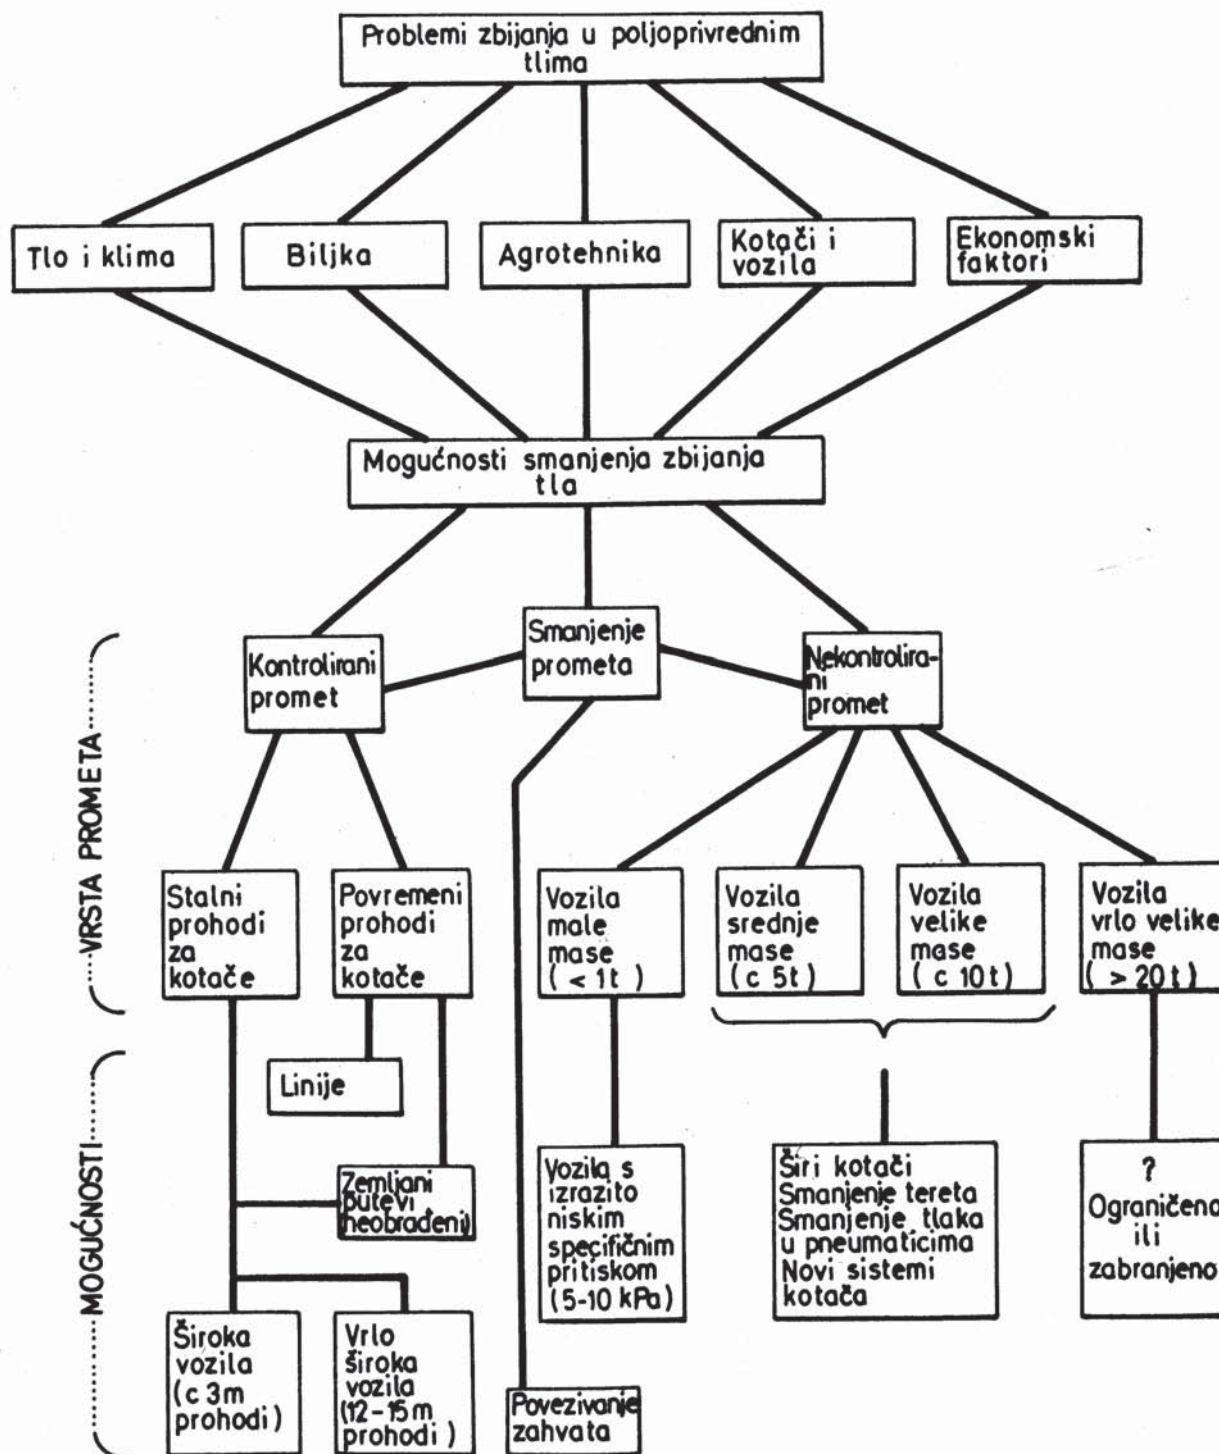 Problemi zbijanja u poljoprivrednim
tlima
Tlo i klima
Biljka
Agrotehnika
Kotači i
vozila
Ekonomski
faktori
Mogućnosti smanjenja zbijanja
tla
VRSTA PROMETA
Kontrolirani
promet
Smanjenje
prometa
Nekontrolira-
ni
promet
Stalni
prohodi
za
kotače
Povremeni
prohodi
za
kotače
Vozila
male
mase
( < 1t )
Vozila
srednje
mase
( c 5t )
Vozila
velike
mase
( c 10t )
Vozila
vrlo velike
mase
( > 20t )
MOGUĆNOSTI
Linije
Zemljani
putevi
(neobrađeni)
Široka
vozila
(c 3m
prohodi)
Vrlo
široka
vozila
(12-15m
prohodi)
Povezivanje
zahvata
Vozila s
izrazito
niskim
specifičnim
pritiskom
(5-10 kPa)
Širi kotači
Smanjenje tereta
Smanjenje tlaka
u pneumaticima
Novi sistemi
kotača
?
Ograničeno
ili
zabranjeno